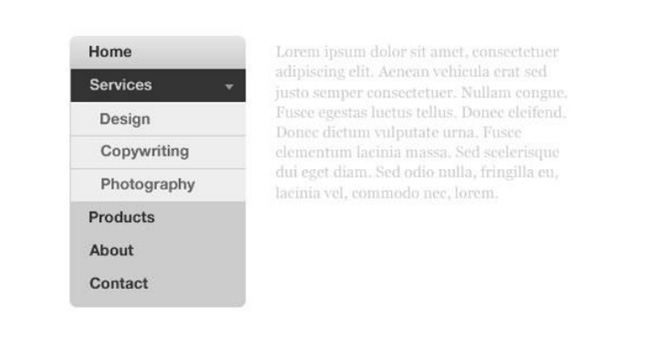 Home
Services
Design
Copywriting
Photography
Products
About
Contact
Lorem ipsum dolor sit amet, consectetuer
adipiscing elit. Aenean vehicula erat sed
justo semper consectetuer. Nullam congue.
Fusce egestas luctus tellus. Donec eleifend.
Donec dictum vulputate urna. Fusce
elementum lacinia massa. Sed scelerisque
dui eget diam. Sed odio nulla, fringilla eu,
lacinia vel, commodo nec, lorem.